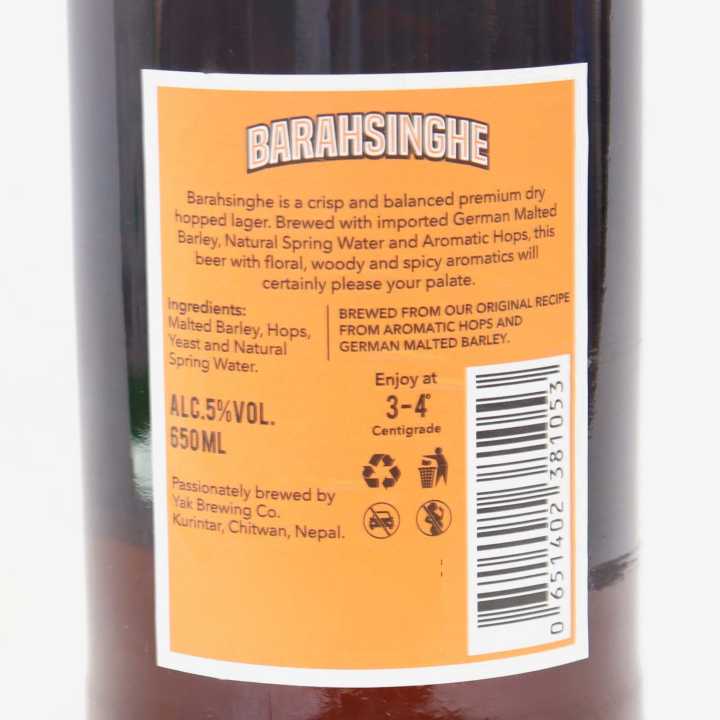 BARAHSINGHE
Barahsinghe is a crisp and balanced premium dry
hopped lager. Brewed with imported German Malted
Barley, Natural Spring Water and Aromatic Hops, this
beer with floral, woody and spicy aromatics will
certainly please your palate.
Ingredients:
Malted Barley, Hops,
Yeast and Natural
Spring Water.
BREWED FROM OUR ORIGINAL RECIPE
FROM AROMATIC HOPS AND
GERMAN MALTED BARLEY.
ALC.5%VOL.
650ML
Enjoy at
3-4°
Centigrade
Passionately brewed by
Yak Brewing Co.
Kurintar, Chitwan, Nepal.
0 651402 381053